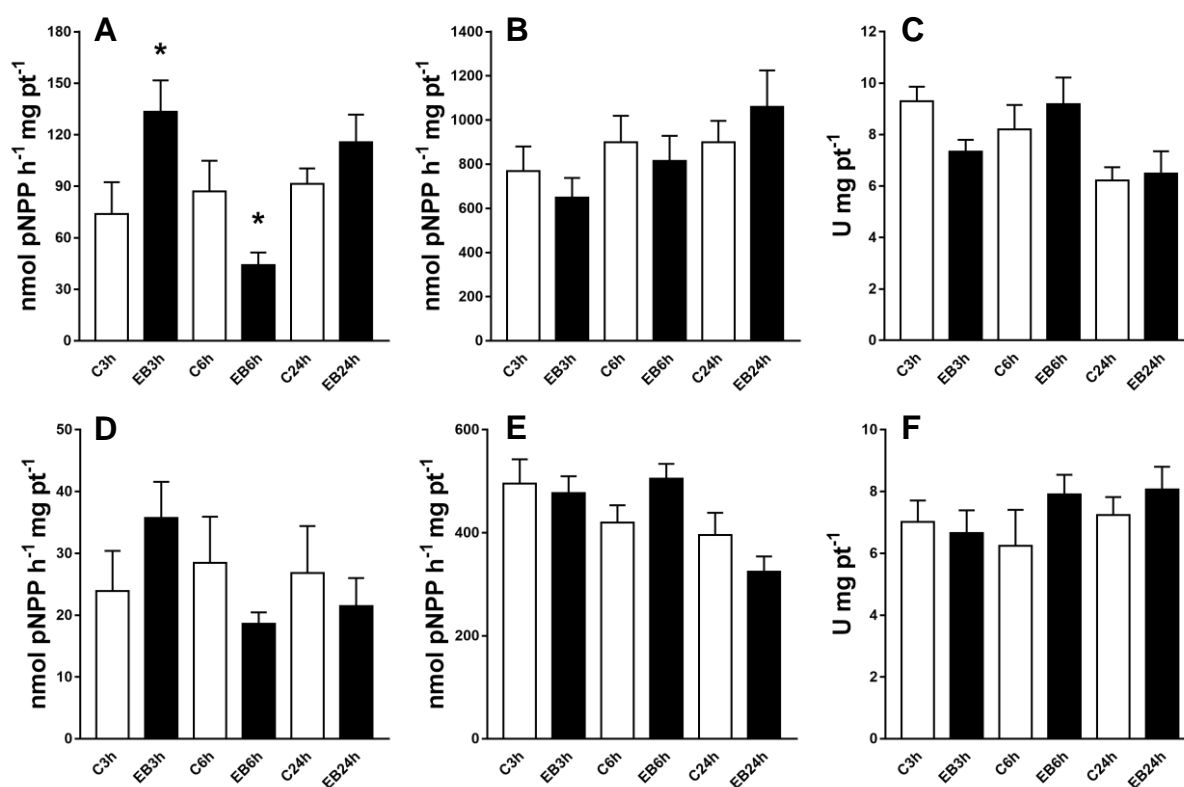 A
nmol pNPP h⁻¹ mg pt⁻¹
180
150
120
90
60
30
0
*
*
C3h
EB3h
C6h
EB6h
C24h
EB24h
B
nmol pNPP h⁻¹ mg pt⁻¹
1400
1200
1000
800
600
400
200
0
C3h
EB3h
C6h
EB6h
C24h
EB24h
C
U mg pt⁻¹
12
10
8
6
4
2
0
C3h
EB3h
C6h
EB6h
C24h
EB24h
D
nmol pNPP h⁻¹ mg pt⁻¹
50
40
30
20
10
0
C3h
EB3h
C6h
EB6h
C24h
EB24h
E
nmol pNPP h⁻¹ mg pt⁻¹
600
400
200
0
C3h
EB3h
C6h
EB6h
C24h
EB24h
F
U mg pt⁻¹
10
8
6
4
2
0
C3h
EB3h
C6h
EB6h
C24h
EB24h